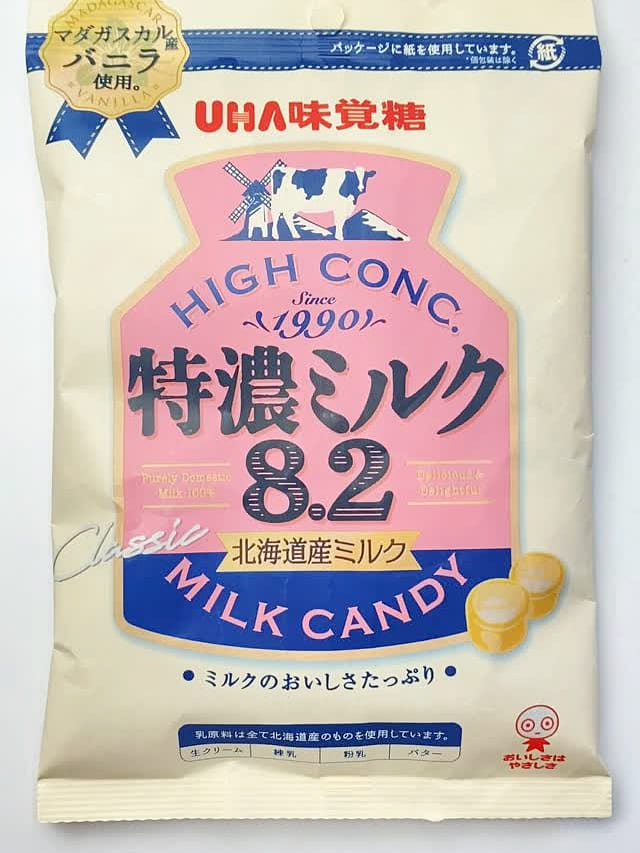 MADAGASCAR
マダガスカル産
バニラ
使用。
VANILLA
パッケージに紙を使用しています。
*個包装は除く
紙
UHA味覚糖
HIGH CONC.
Since
1990
特濃ミルク
8.2
Purely Domestic
Milk 100%
Delicious &
Delightful
Classic
北海道産ミルク
MILK CANDY
• ミルクのおいしさたっぷり •
乳原料は全て北海道産のものを使用しています。
生クリーム 練乳 粉乳 バター
おいしさは
やさしさ